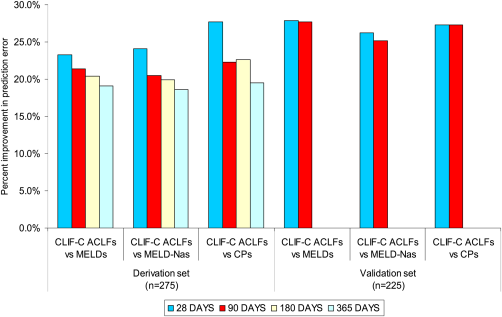 30.0%
25.0%
20.0%
15.0%
10.0%
5.0%
0.0%
Percent improvement in prediction error
CLIF-C ACLFs CLIF-C ACLFs CLIF-C ACLFs CLIF-C ACLFs CLIF-C ACLFs CLIF-C ACLFs
vs MELDs vs MELD-Nas vs CPs vs MELDs vs MELD-Nas vs CPs
Derivation set Validation set
(n=275) (n=225)
28 DAYS 90 DAYS 180 DAYS 365 DAYS